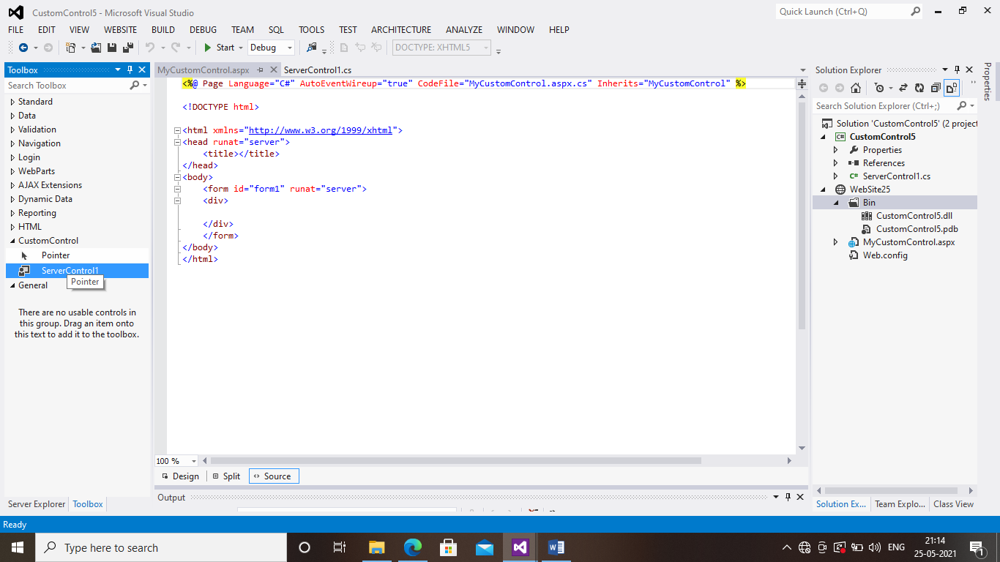 CustomControl5 - Microsoft Visual Studio
Quick Launch (Ctrl+Q)
FILE EDIT VIEW WEBSITE BUILD DEBUG TEAM SQL TOOLS TEST ARCHITECTURE ANALYZE WINDOW HELP
Start Debug DOCTYPE: XHTML5
Toolbox
Search Toolbox
Standard
Data
Validation
Navigation
Login
WebParts
AJAX Extensions
Dynamic Data
Reporting
HTML
CustomControl
Pointer
ServerControl1
Pointer
General
There are no usable controls in
this group. Drag an item onto
this text to add it to the toolbox.
Server Explorer Toolbox
MyCustomControl.aspx ServerControl1.cs
<%@ Page Language="C#" AutoEventWireup="true" CodeFile="MyCustomControl.aspx.cs" Inherits="MyCustomControl" %>
<!DOCTYPE html>
<html xmlns="http://www.w3.org/1999/xhtml">
<head runat="server">
<title></title>
</head>
<body>
<form id="form1" runat="server">
<div>
</div>
</form>
</body>
</html>
100 %
Design Split Source
Output
Solution Explorer
Search Solution Explorer (Ctrl+;)
Solution 'CustomControl5' (2 project
CustomControl5
Properties
References
ServerControl1.cs
WebSite25
Bin
CustomControl5.dll
CustomControl5.pdb
MyCustomControl.aspx
Web.config
Solution Ex... Team Explo... Class View
Properties
Ready
Type here to search
ENG
21:14
25-05-2021
1